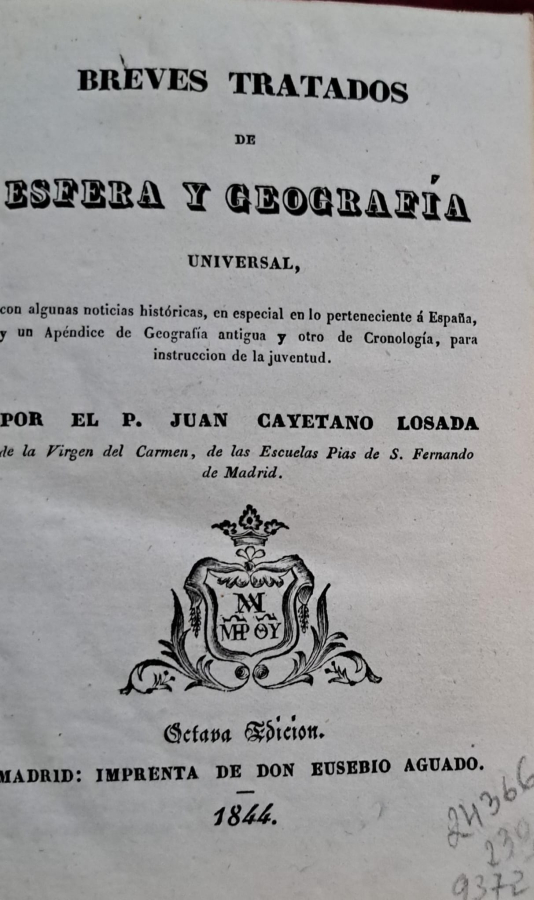 BREVES TRATADOS
DE
ESFERA Y GEOGRAFÍA
UNIVERSAL,
con algunas noticias históricas, en especial en lo perteneciente á España,
y un Apéndice de Geografía antigua y otro de Cronología, para
instruccion de la juventud.
POR EL P. JUAN CAYETANO LOSADA
de la Virgen del Carmen, de las Escuelas Pias de S. Fernando
de Madrid.
MP ΘY
Octava Edicion.
MADRID: IMPRENTA DE DON EUSEBIO AGUADO.
1844.
24366
9372